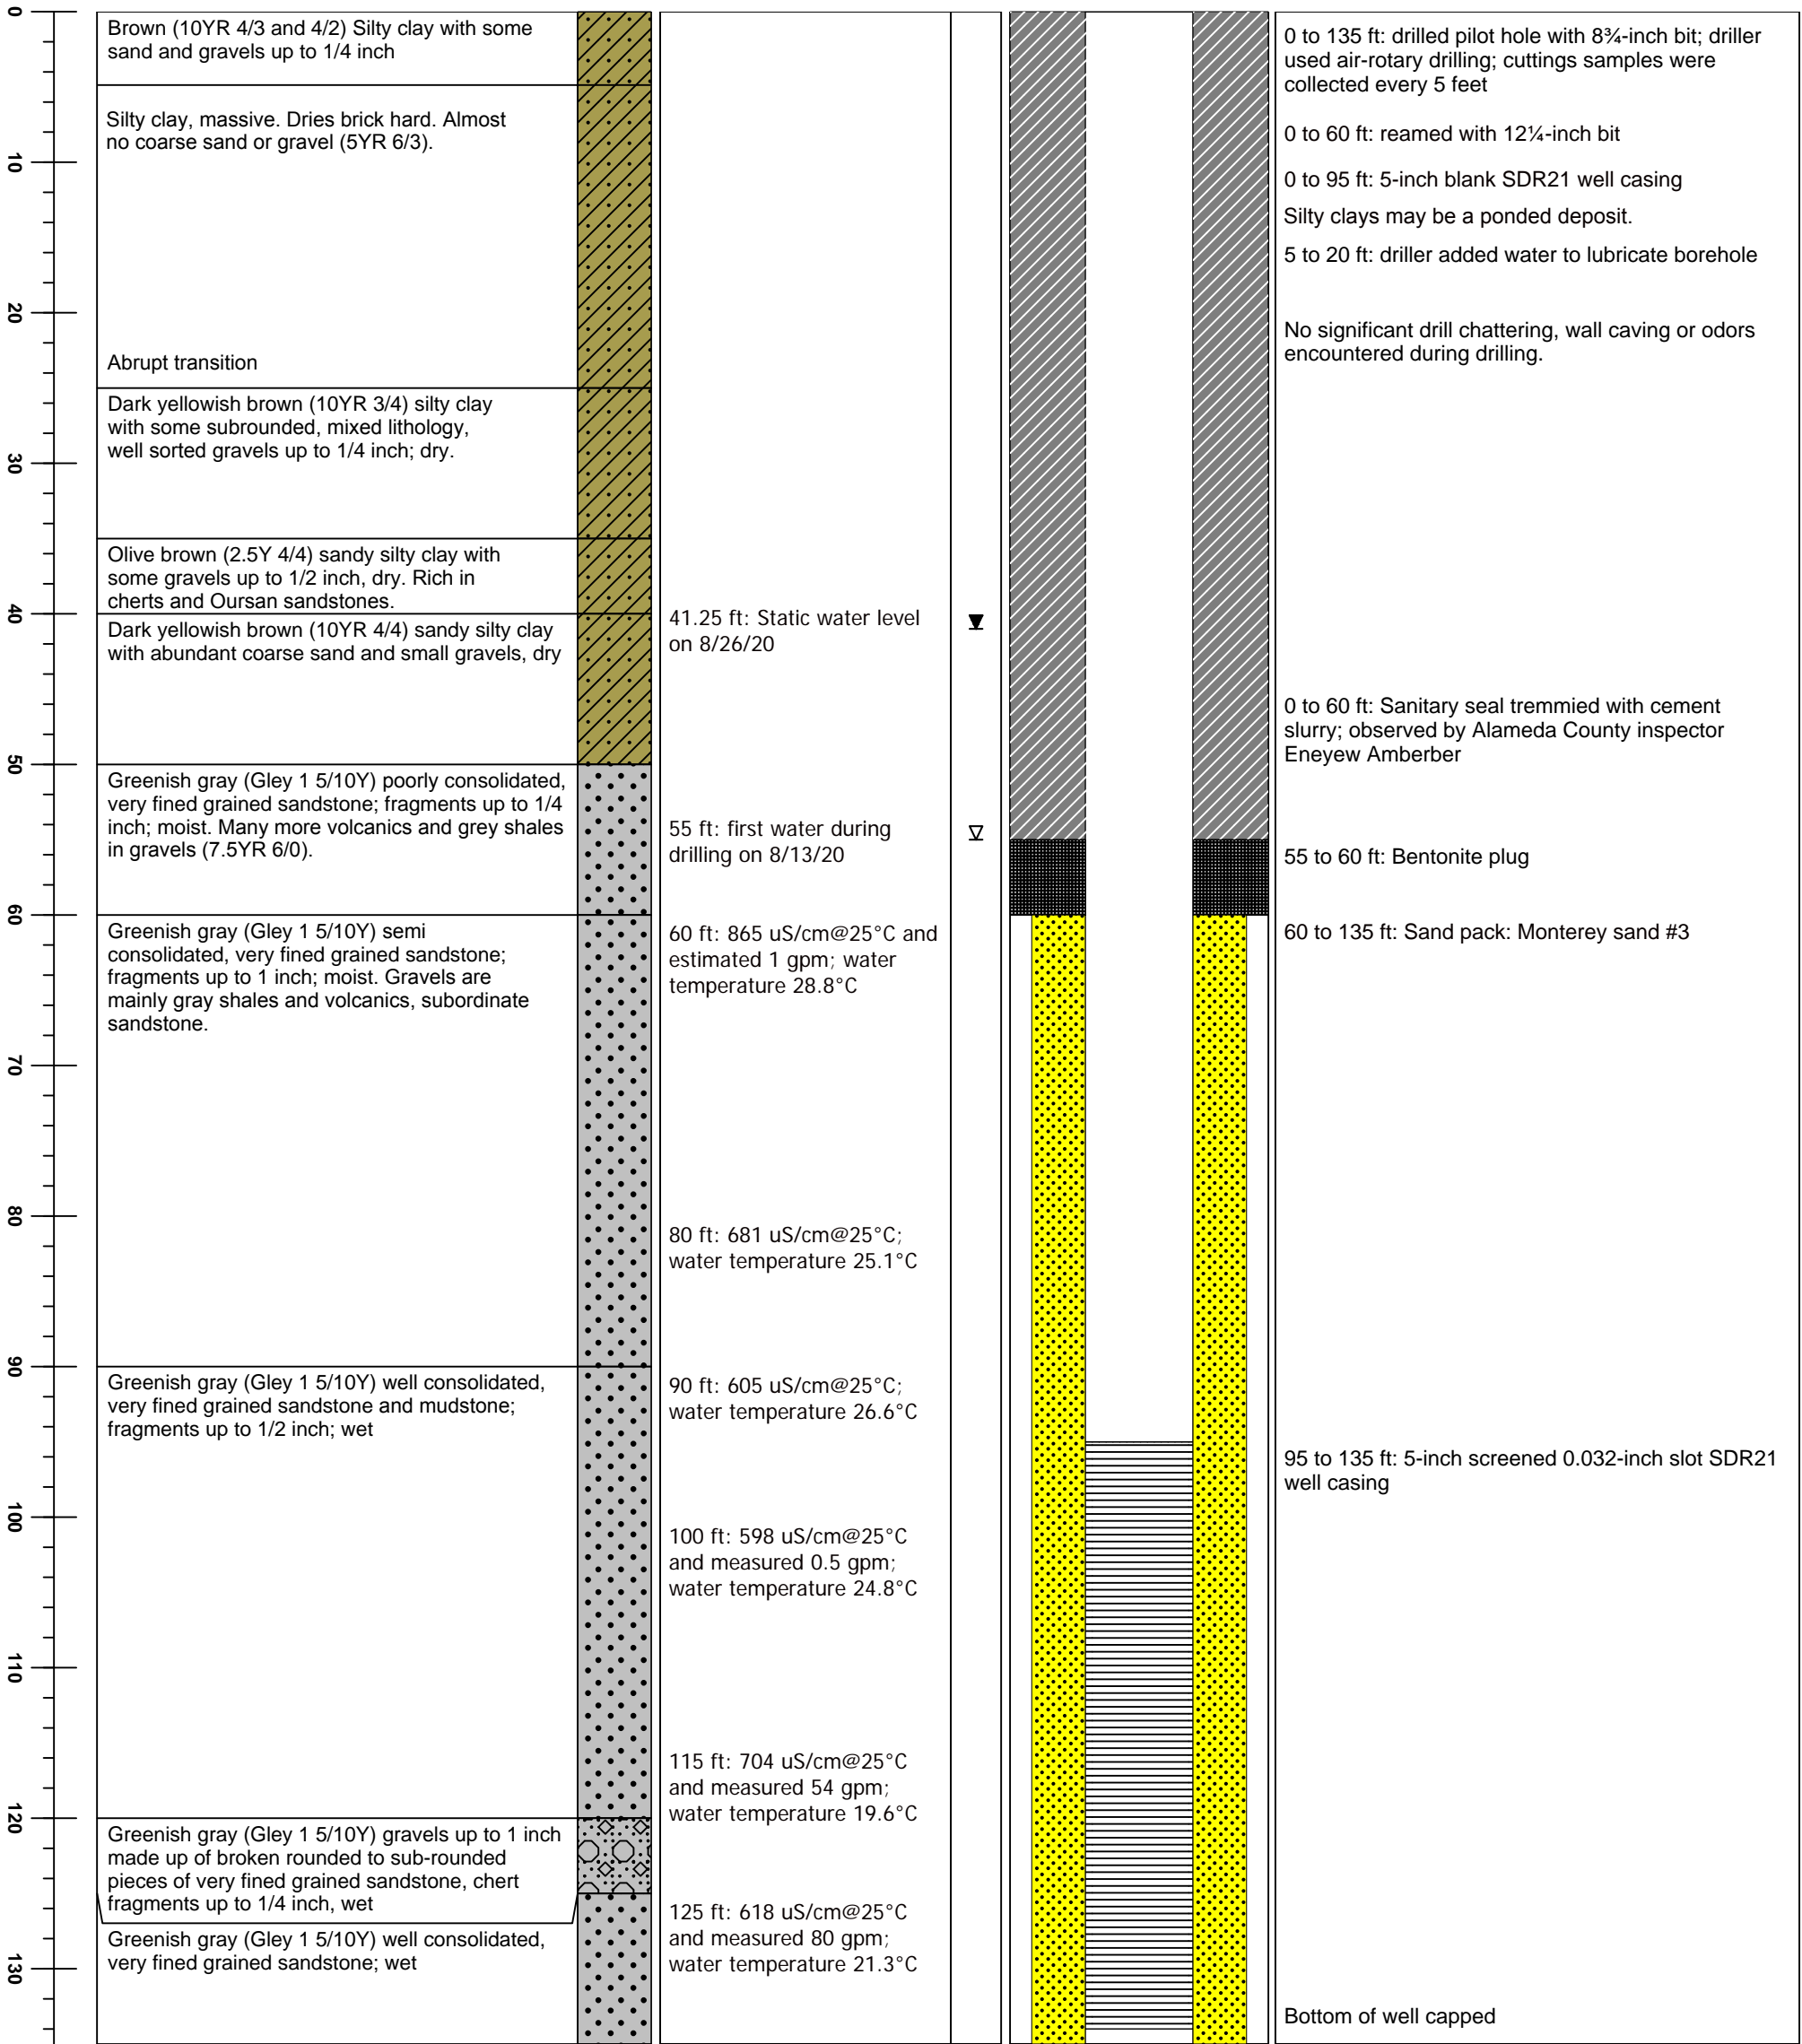 0
10
20
30
40
50
60
70
80
90
100
110
120
130
Brown (10YR 4/3 and 4/2) Silty clay with some
sand and gravels up to 1/4 inch
Silty clay, massive. Dries brick hard. Almost
no coarse sand or gravel (5YR 6/3).
Abrupt transition
Dark yellowish brown (10YR 3/4) silty clay
with some subrounded, mixed lithology,
well sorted gravels up to 1/4 inch; dry.
Olive brown (2.5Y 4/4) sandy silty clay with
some gravels up to 1/2 inch, dry. Rich in
cherts and Oursan sandstones.
Dark yellowish brown (10YR 4/4) sandy silty clay
with abundant coarse sand and small gravels, dry
Greenish gray (Gley 1 5/10Y) poorly consolidated,
very fined grained sandstone; fragments up to 1/4
inch; moist. Many more volcanics and grey shales
in gravels (7.5YR 6/0).
Greenish gray (Gley 1 5/10Y) semi
consolidated, very fined grained sandstone;
fragments up to 1 inch; moist. Gravels are
mainly gray shales and volcanics, subordinate
sandstone.
Greenish gray (Gley 1 5/10Y) well consolidated,
very fined grained sandstone and mudstone;
fragments up to 1/2 inch; wet
Greenish gray (Gley 1 5/10Y) gravels up to 1 inch
made up of broken rounded to sub-rounded
pieces of very fined grained sandstone, chert
fragments up to 1/4 inch, wet
Greenish gray (Gley 1 5/10Y) well consolidated,
very fined grained sandstone; wet
41.25 ft: Static water level
on 8/26/20
55 ft: first water during
drilling on 8/13/20
60 ft: 865 uS/cm@25°C and
estimated 1 gpm; water
temperature 28.8°C
80 ft: 681 uS/cm@25°C;
water temperature 25.1°C
90 ft: 605 uS/cm@25°C;
water temperature 26.6°C
100 ft: 598 uS/cm@25°C
and measured 0.5 gpm;
water temperature 24.8°C
115 ft: 704 uS/cm@25°C
and measured 54 gpm;
water temperature 19.6°C
125 ft: 618 uS/cm@25°C
and measured 80 gpm;
water temperature 21.3°C
0 to 135 ft: drilled pilot hole with 8¾-inch bit; driller
used air-rotary drilling; cuttings samples were
collected every 5 feet
0 to 60 ft: reamed with 12¼-inch bit
0 to 95 ft: 5-inch blank SDR21 well casing
Silty clays may be a ponded deposit.
5 to 20 ft: driller added water to lubricate borehole
No significant drill chattering, wall caving or odors
encountered during drilling.
0 to 60 ft: Sanitary seal tremmied with cement
slurry; observed by Alameda County inspector
Eneyew Amberber
55 to 60 ft: Bentonite plug
60 to 135 ft: Sand pack: Monterey sand #3
95 to 135 ft: 5-inch screened 0.032-inch slot SDR21
well casing
Bottom of well capped